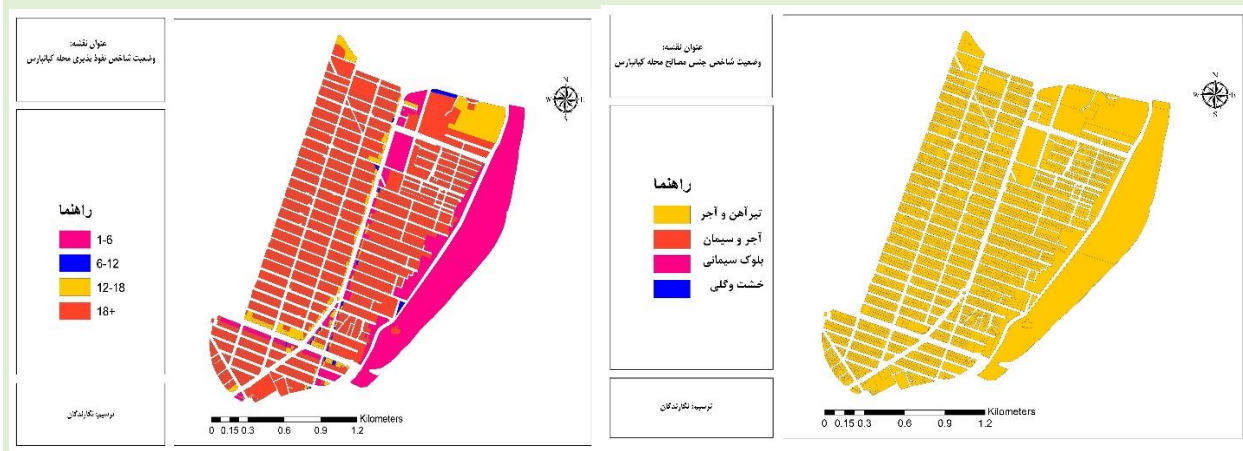 عنوان نقشه:
وضعیت شاخص نفوذ پذیری محله کیانپارس
N
W E
S
راهنما
1-6
6-12
12-18
18+
ترسیم: نگارندگان
Kilometers
0 0.15 0.3 0.6 0.9 1.2
عنوان نقشه:
وضعیت شاخص جنس مصالح محله کیانپارس
N
W E
S
راهنما
تیرآهن و آجر
آجر و سیمان
بلوک سیمانی
خشت وگلی
ترسیم: نگارندگان
Kilometers
0 0.15 0.3 0.6 0.9 1.2